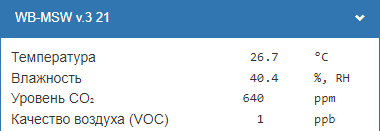 WB-MSW v.3 21
Температура 26.7 °C
Влажность 40.4 %, RH
Уровень CO₂ 640 ppm
Качество воздуха (VOC) 1 ppb